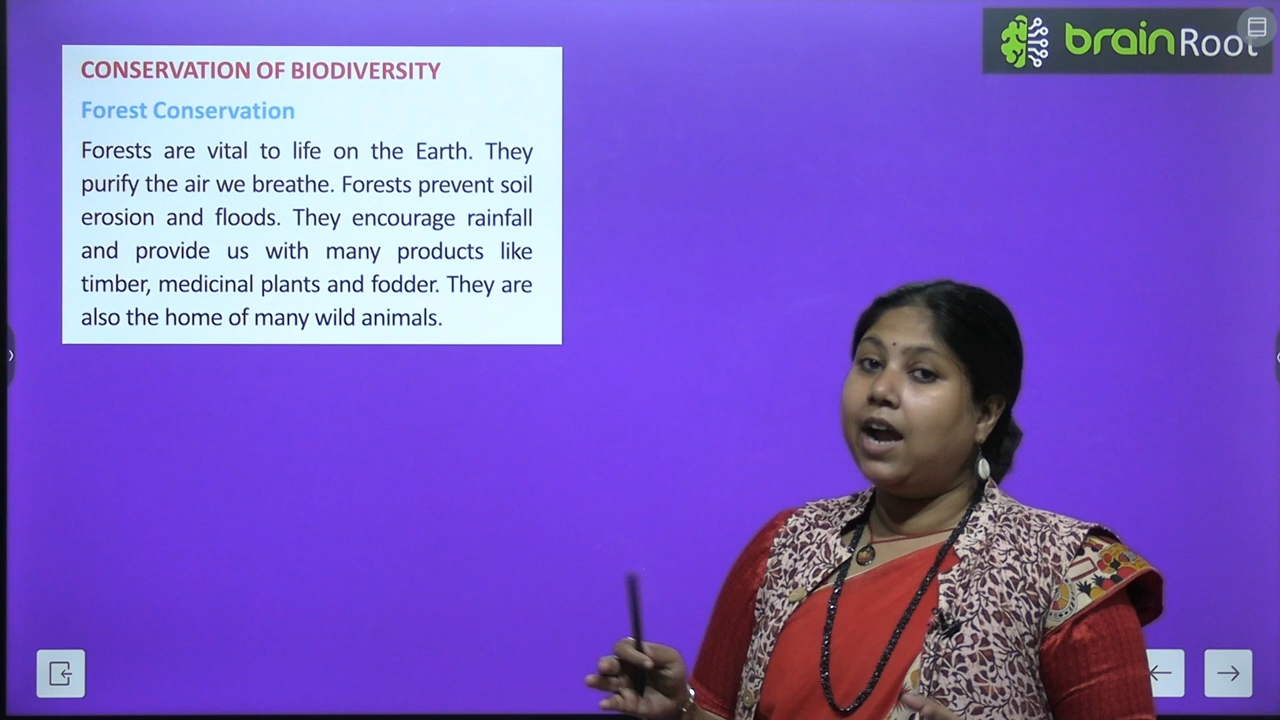 brainRoot
CONSERVATION OF BIODIVERSITY
Forest Conservation
Forests are vital to life on the Earth. They
purify the air we breathe. Forests prevent soil
erosion and floods. They encourage rainfall
and provide us with many products like
timber, medicinal plants and fodder. They are
also the home of many wild animals.